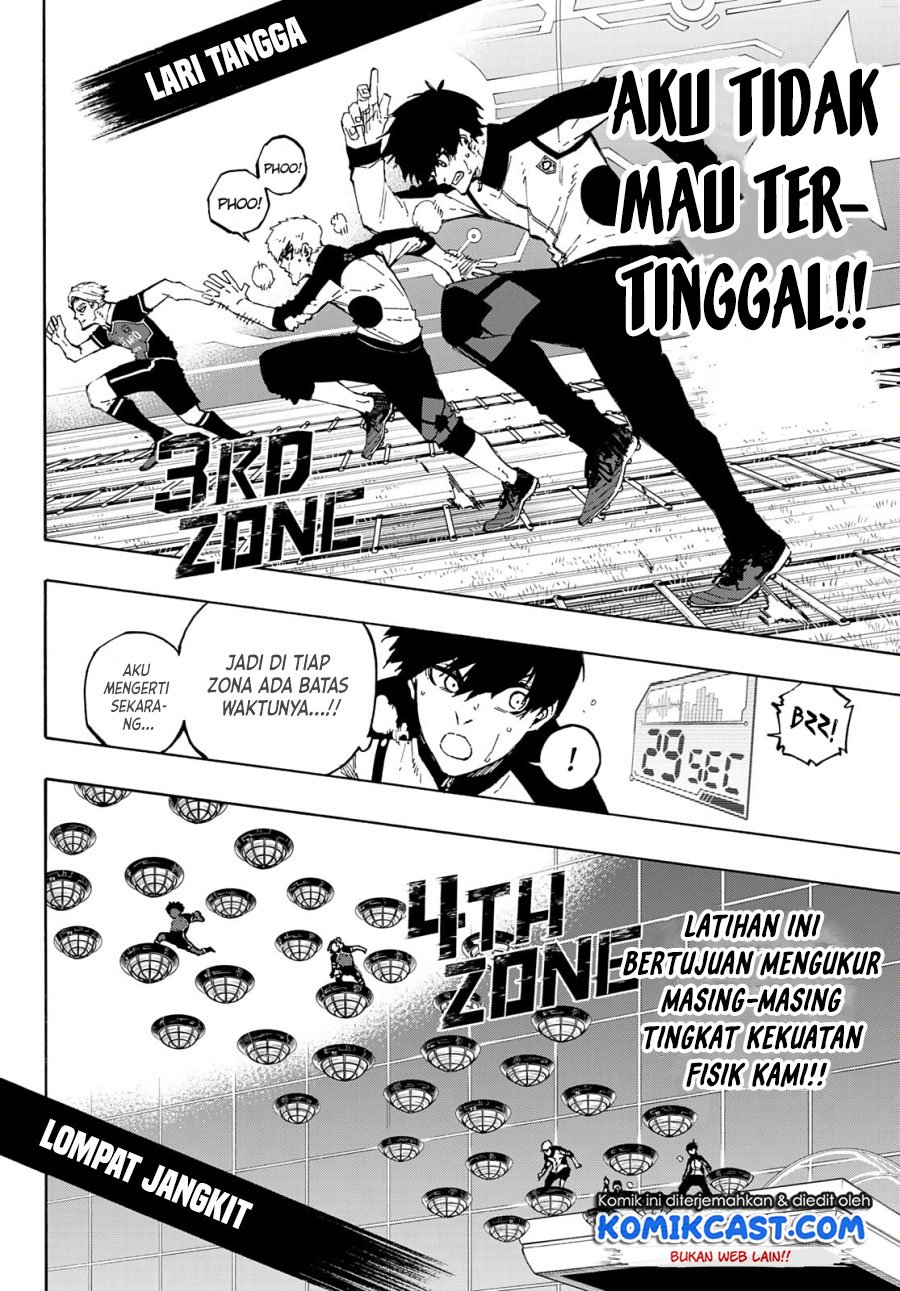 LARI TANGGA
AKU TIDAK
MAU TER-
TINGGAL!!
PHOO!
PHOO!
3RD
ZONE
AKU
MENGERTI
SEKARA-
NG...
JADI DI TIAP
ZONA ADA BATAS
WAKTUNYA....!!
!
29 SEC
BZZ!
4TH
ZONE
LATIHAN INI
BERTUJUAN MENGUKUR
MASING-MASING
TINGKAT KEKUATAN
FISIK KAMI!!
LOMPAT JANGKIT
Komik ini diterjemahkan & diedit oleh
KOMIKCAST.COM
BUKAN WEB LAIN!!